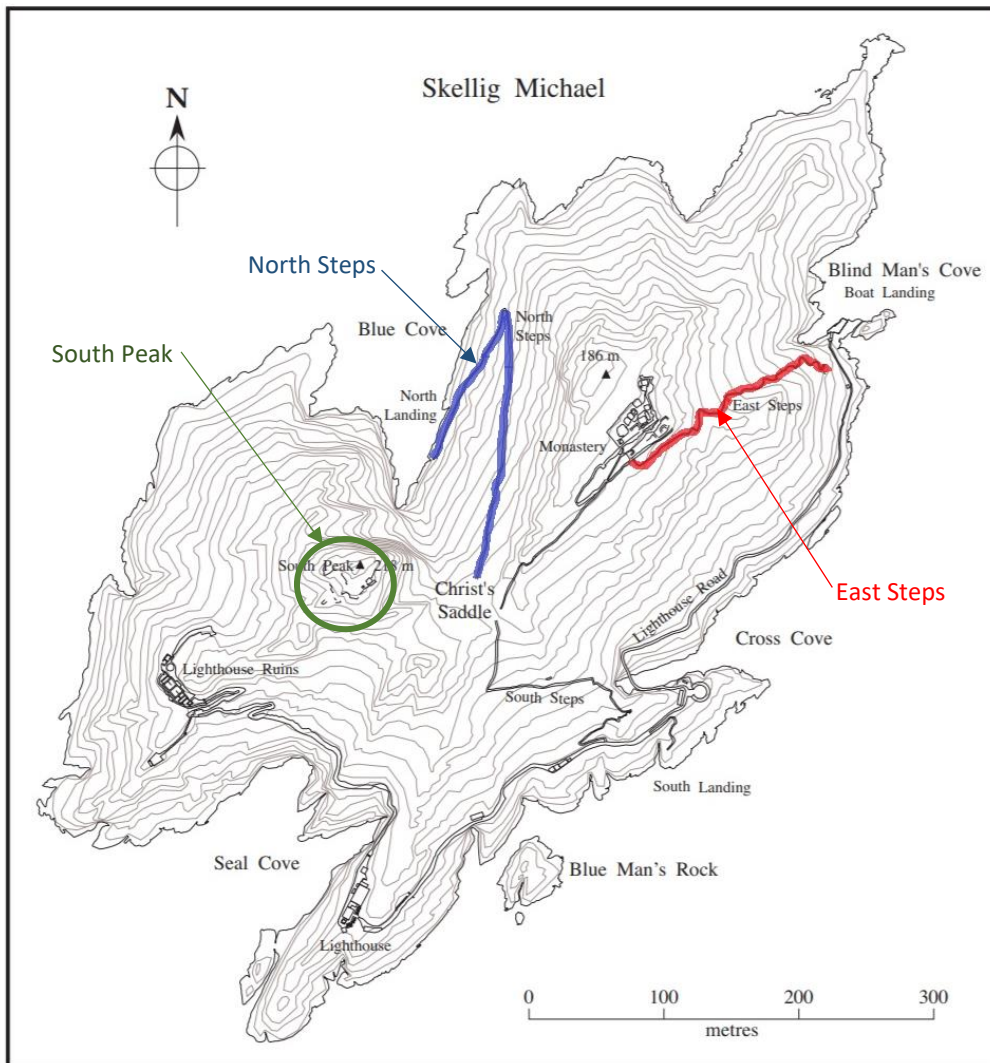 Skellig Michael
N
Blind Man's Cove
Boat Landing
North Steps
Blue Cove
North
Steps
South Peak
186 m
North
Landing
East Steps
Monastery
South Peak
218 m
Christ's
Saddle
East Steps
Lighthouse Road
Cross Cove
Lighthouse Ruins
South Steps
South Landing
Seal Cove
Blue Man's Rock
Lighthouse
0 100 200 300
metres